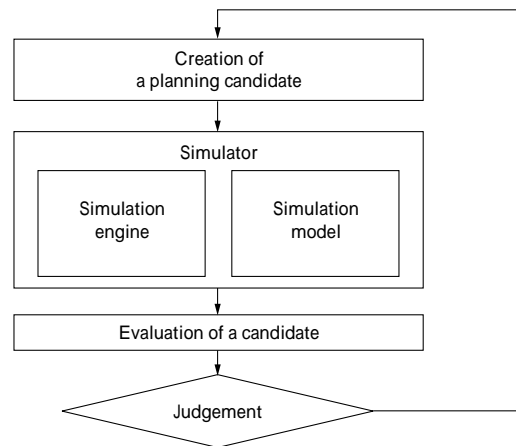 Creation of
a planning candidate
Simulator
Simulation
engine
Simulation
model
Evaluation of a candidate
Judgement